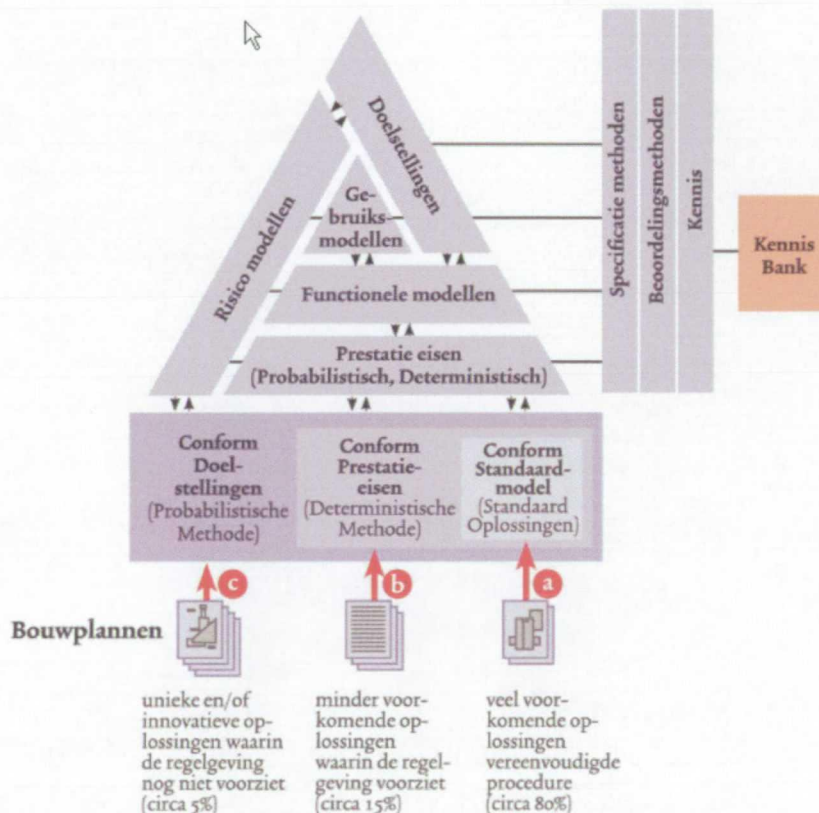 Doelstellingen
Risico modellen
Ge-
bruiks-
modellen
Functionele modellen
Prestatie eisen
(Probabilistisch, Deterministisch)
Specificatie methoden
Beoordelingsmethoden
Kennis
Kennis
Bank
Conform
Doel-
stellingen
(Probabilistische
Methode)
Conform
Prestatie-
eisen
(Deterministische
Methode)
Conform
Standaard-
model
(Standaard
Oplossingen)
c
b
a
Bouwplannen
unieke en/of
innovatieve op-
lossingen waarin
de regelgeving
nog niet voorziet
(circa 5%)
minder voor-
komende op-
lossingen
waarin de regel-
geving voorziet
(circa 15%)
veel voor-
komende op-
lossingen
vereenvoudigde
procedure
(circa 80%)